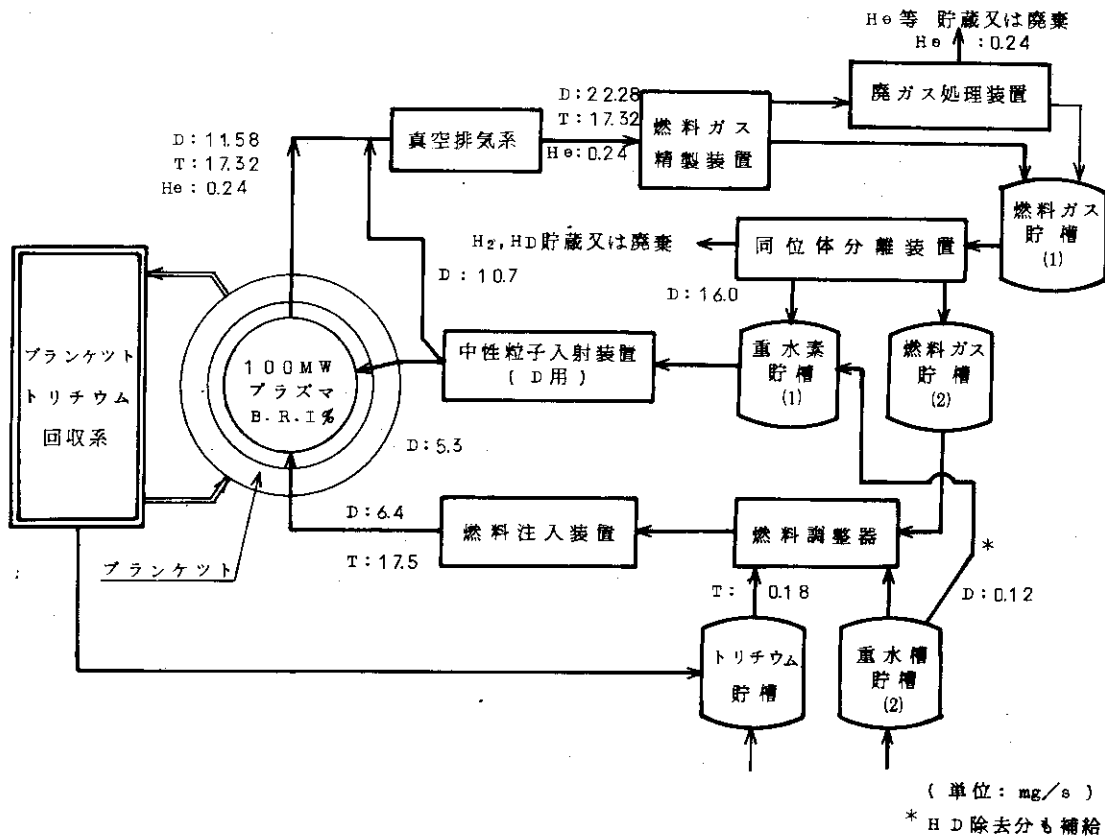 He等 貯蔵又は廃棄
He :0.24
廃ガス処理装置
D:22.28
T:17.32
He:0.24
燃料ガス
精製装置
真空排気系
D:11.58
T:17.32
He:0.24
燃料ガス
貯槽
(1)
H₂,HD貯蔵又は廃棄
同位体分離装置
D:10.7
D:16.0
ブランケット
トリチウム
回収系
100MW
プラズマ
B.R.I%
中性粒子入射装置
(D用)
重水素
貯槽
(1)
燃料ガス
貯槽
(2)
D:5.3
D:6.4
T:17.5
燃料注入装置
燃料調整器
*
ブランケット
T:0.18
D:0.12
トリチウム
貯槽
重水槽
貯槽
(2)
(単位:mg/s)
* HD除去分も補給